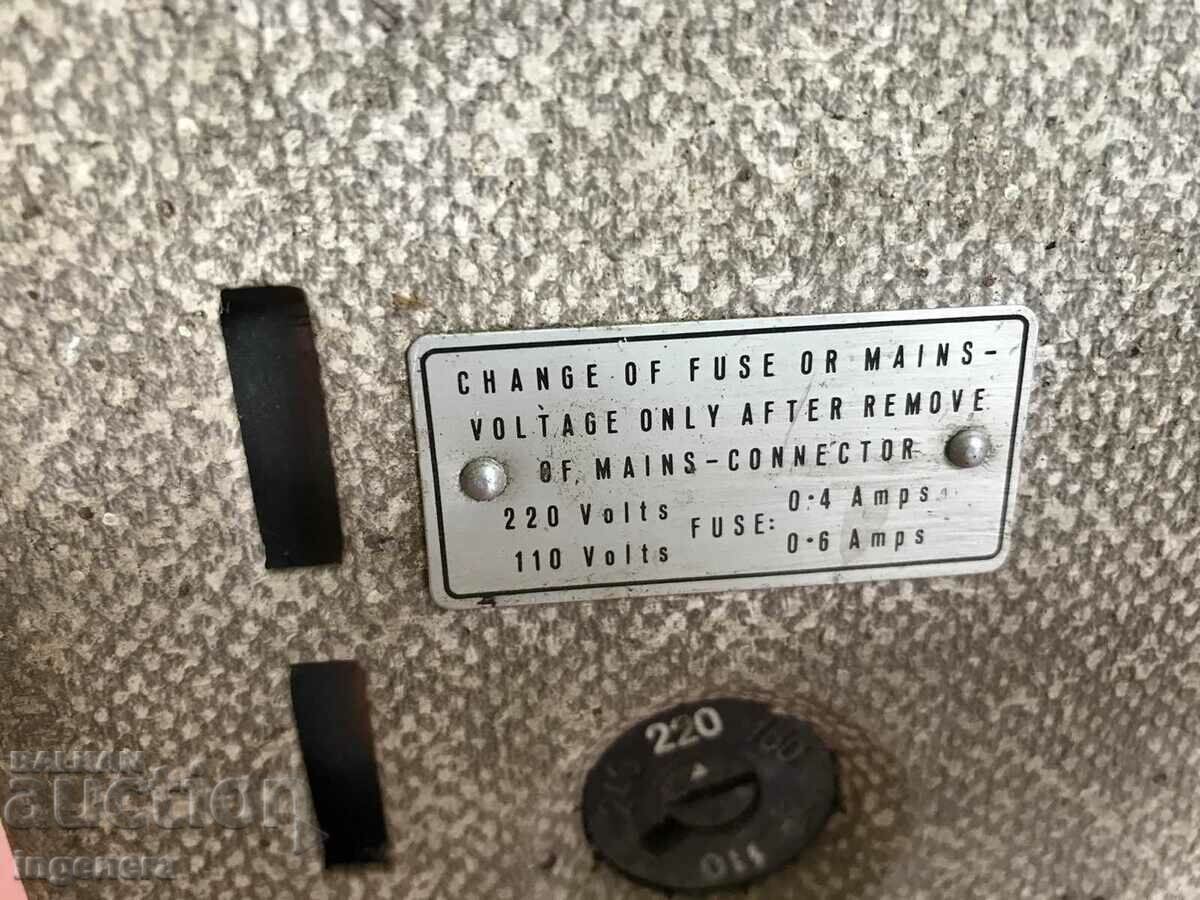 CHANGE OF FUSE OR MAINS-
VOLTAGE ONLY AFTER REMOVE
OF MAINS-CONNECTOR
220 Volts FUSE: 0·4 Amps
110 Volts 0·6 Amps
220
110
BALKAN
auction
ingenera